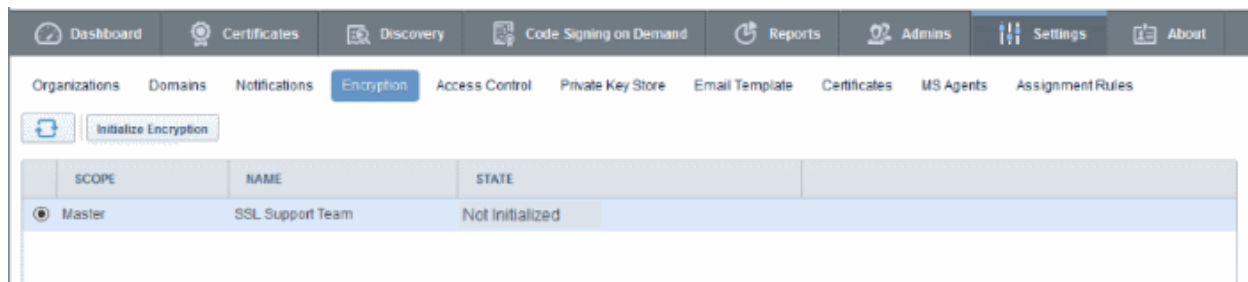 Dashboard Certificates Discovery Code Signing on Demand Reports Admins Settings About
Organizations Domains Notifications Encryption Access Control Private Key Store Email Template Certificates MS Agents Assignment Rules
Initialize Encryption
SCOPE NAME STATE
Master SSL Support Team Not Initialized